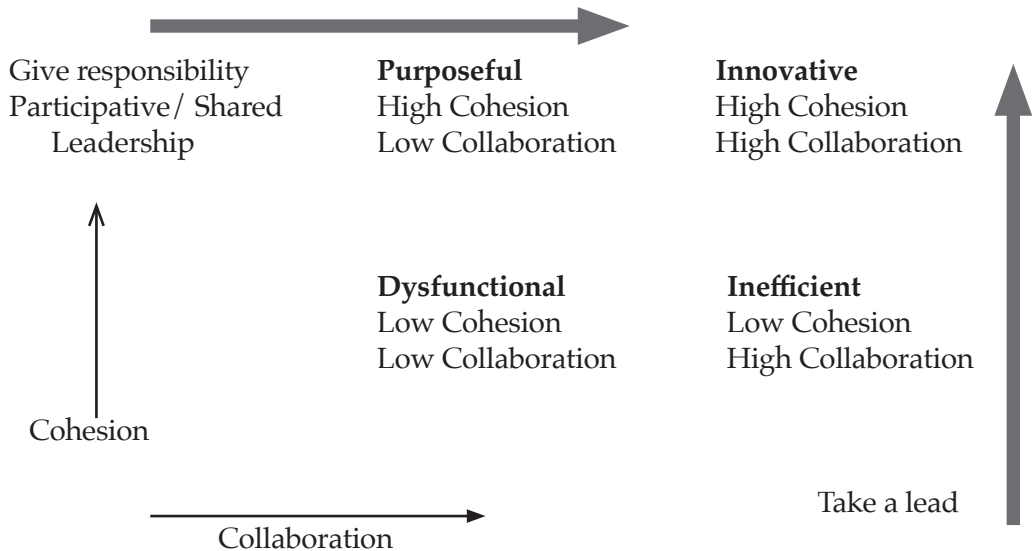 Give responsibility
Participative/ Shared
Leadership
Purposeful
High Cohesion
Low Collaboration
Innovative
High Cohesion
High Collaboration
Dysfunctional
Low Cohesion
Low Collaboration
Inefficient
Low Cohesion
High Collaboration
Cohesion
Take a lead
Collaboration